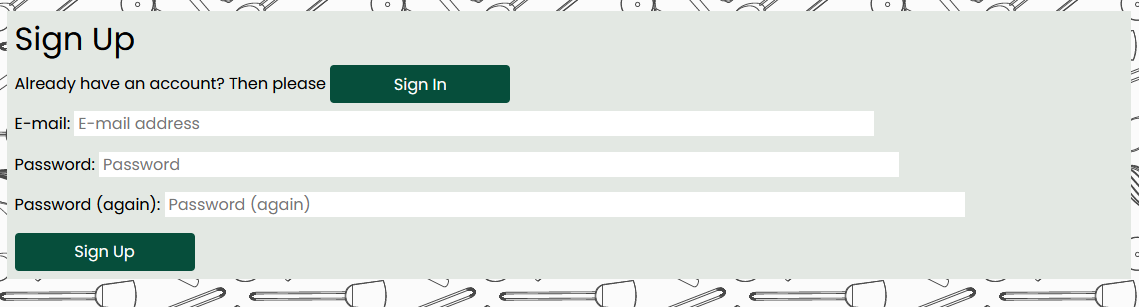 Sign Up
Already have an account? Then please Sign In
E-mail: E-mail address
Password: Password
Password (again): Password (again)
Sign Up